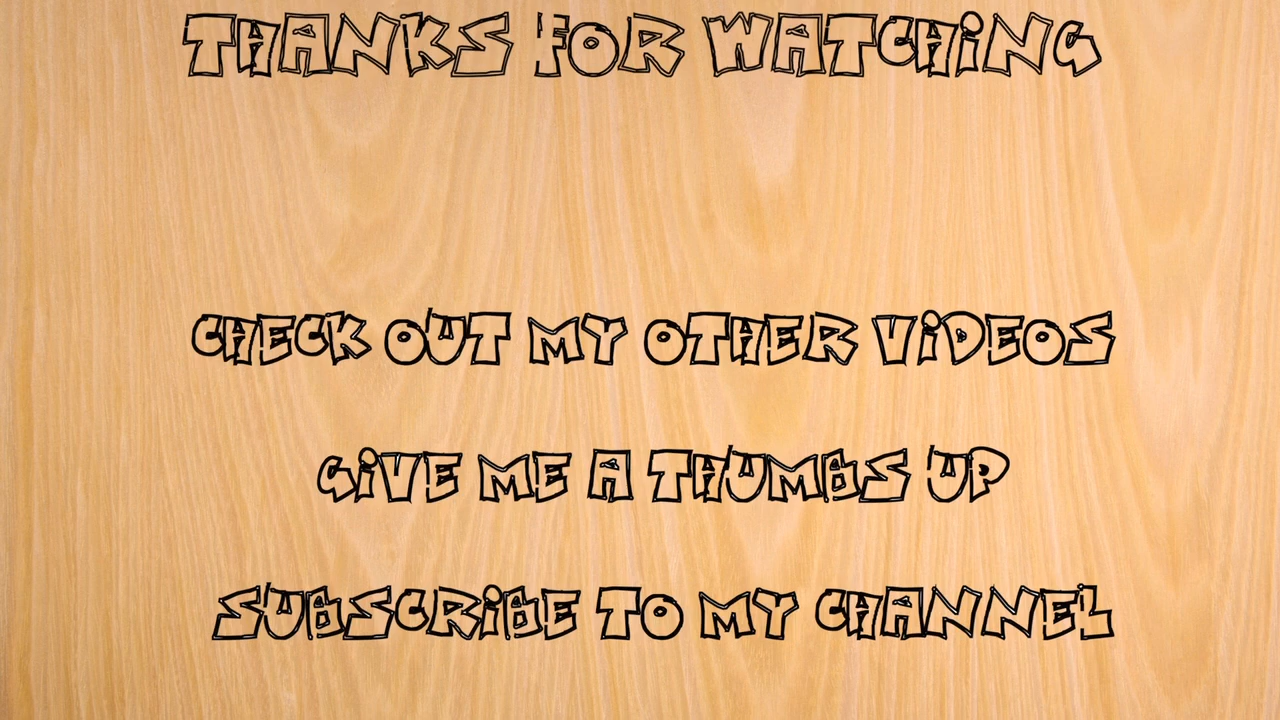 THANKS FOR WATCHING
CHECK OUT MY OTHER VIDEOS
GIVE ME A THUMBS UP
SUBSCRIBE TO MY CHANNEL